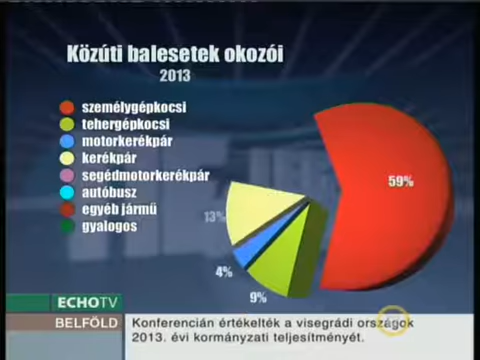 Közúti balesetek okozói
2013
személygépkocsi
tehergépkocsi
motorkerékpár
kerékpár
segédmotorkerékpár
autóbusz
egyéb jármű
gyalogos
59%
13%
4%
9%
ECHOTV
BELFÖLD
Konferencián értékelték a visegrádi országok
2013. évi kormányzati teljesítményét.